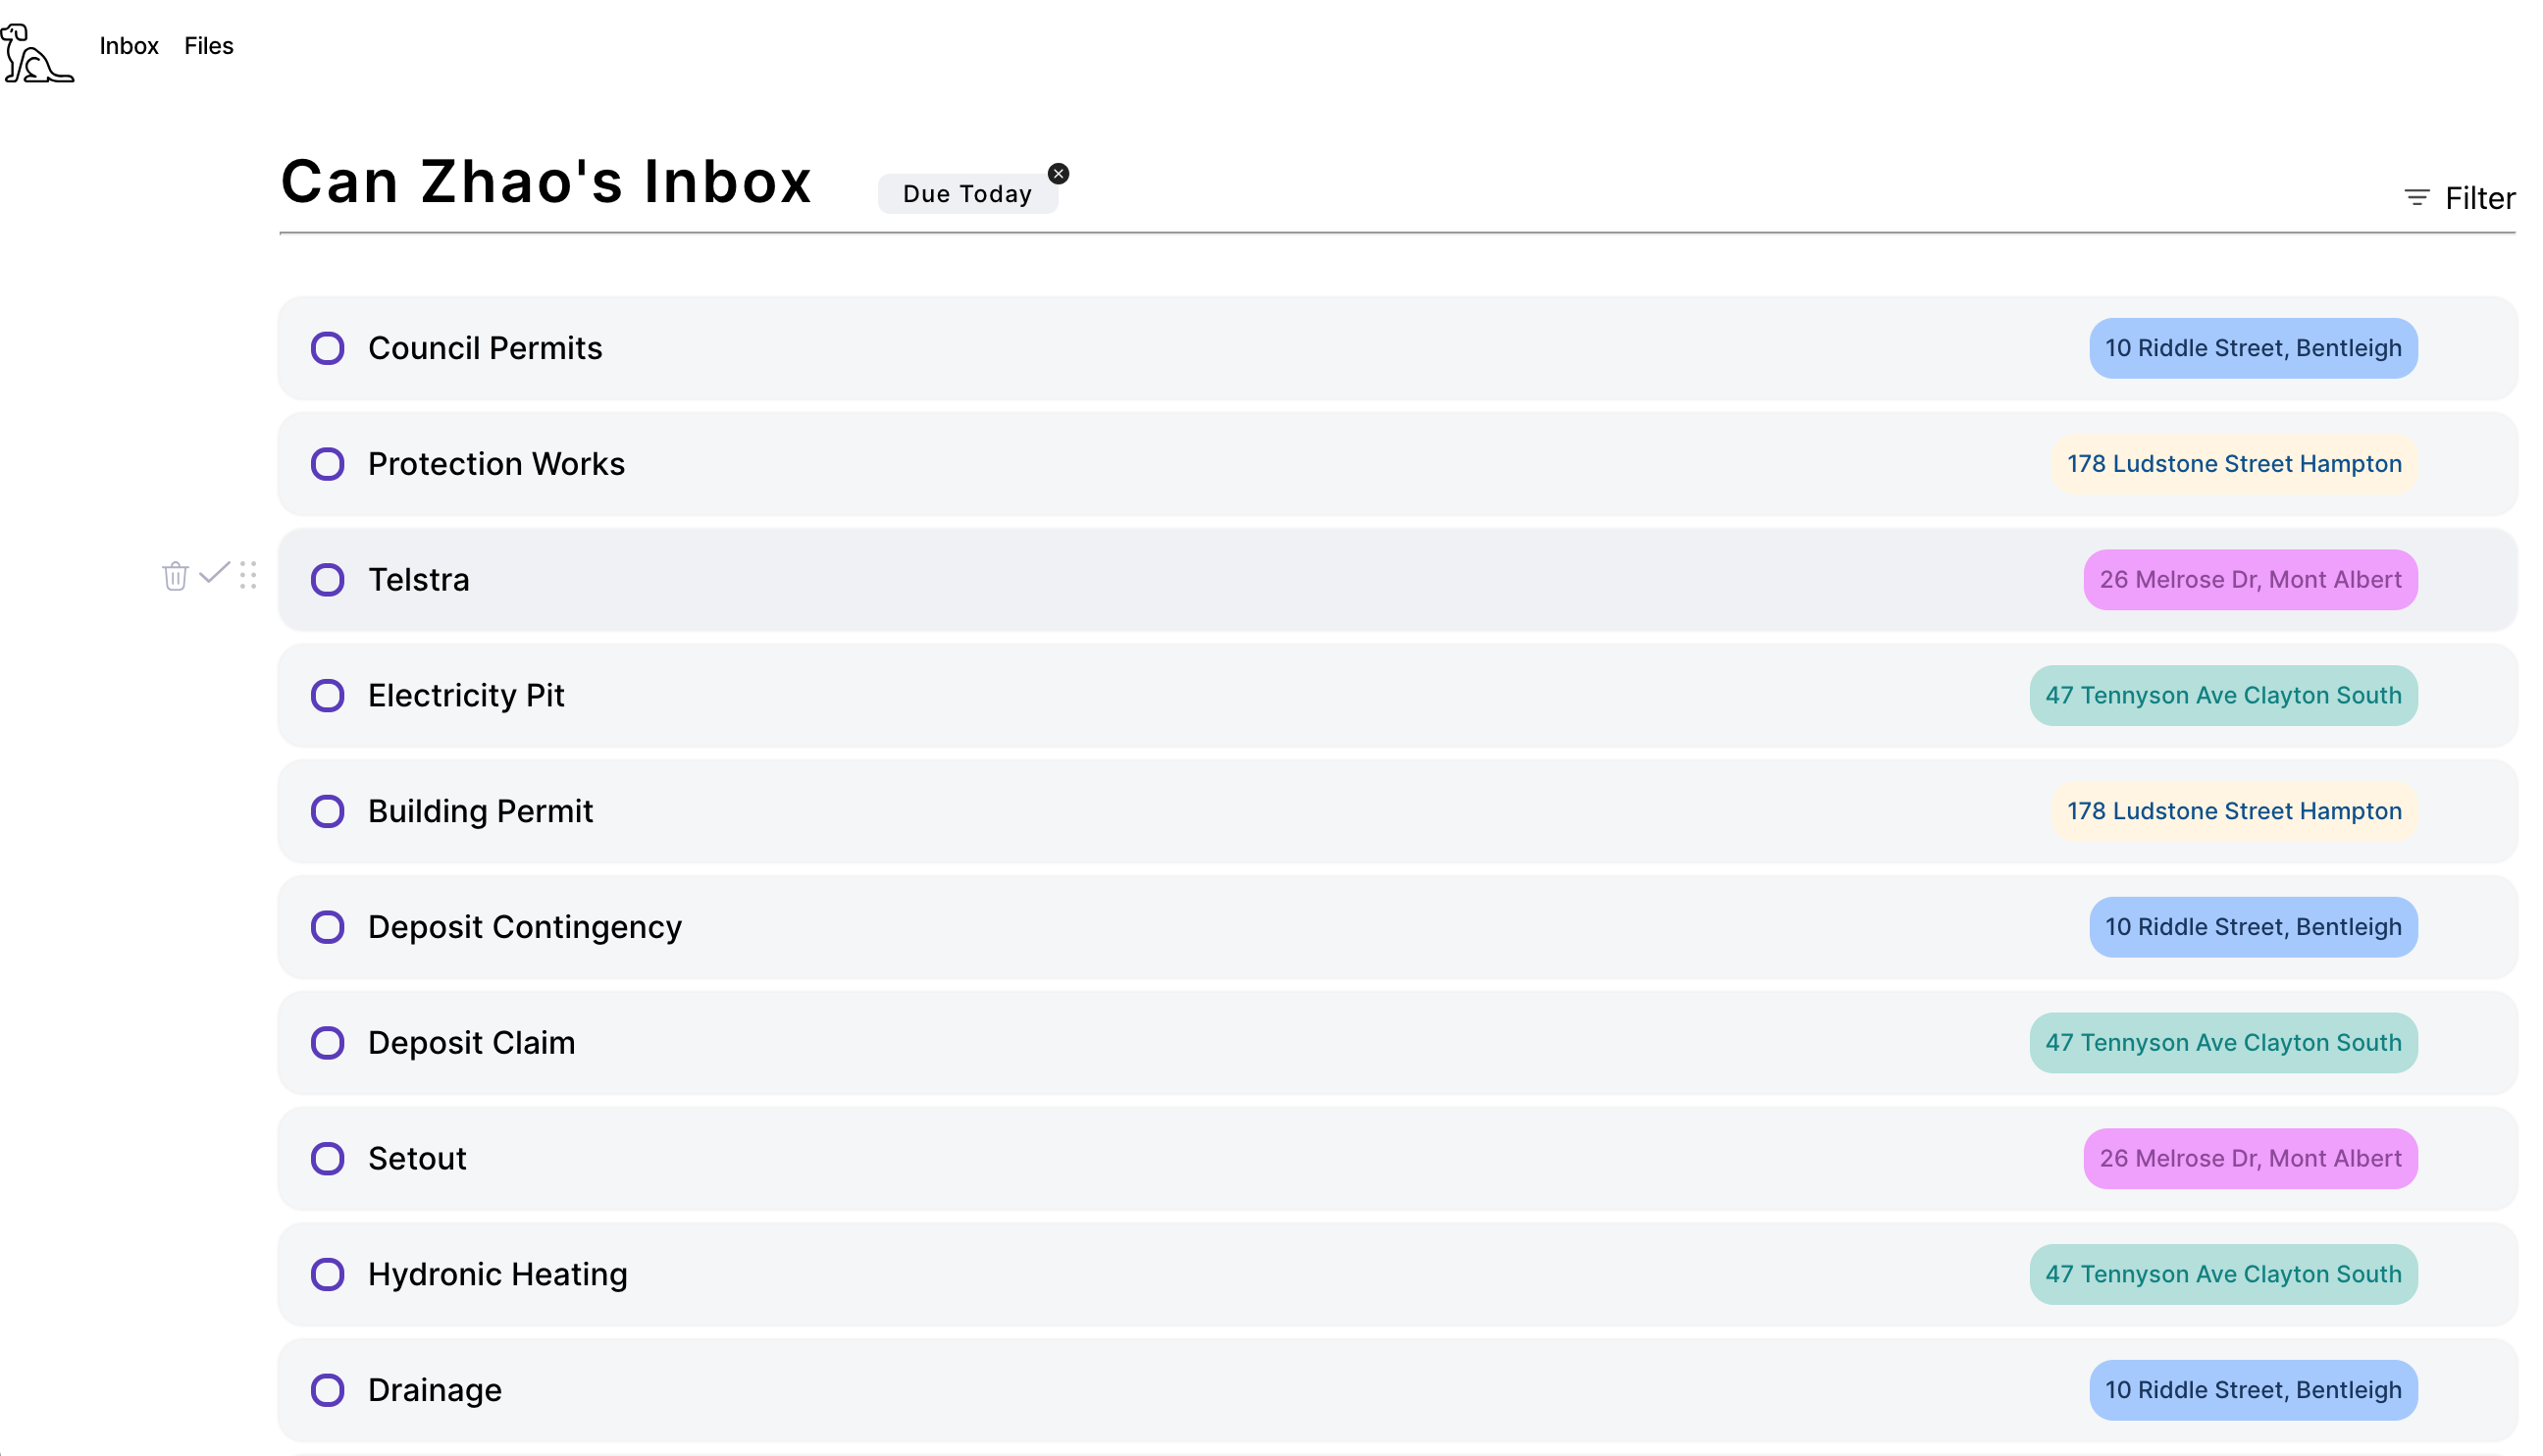 Inbox Files
Can Zhao's Inbox Due Today
Filter
Council Permits 10 Riddle Street, Bentleigh
Protection Works 178 Ludstone Street Hampton
Telstra 26 Melrose Dr, Mont Albert
Electricity Pit 47 Tennyson Ave Clayton South
Building Permit 178 Ludstone Street Hampton
Deposit Contingency 10 Riddle Street, Bentleigh
Deposit Claim 47 Tennyson Ave Clayton South
Setout 26 Melrose Dr, Mont Albert
Hydronic Heating 47 Tennyson Ave Clayton South
Drainage 10 Riddle Street, Bentleigh